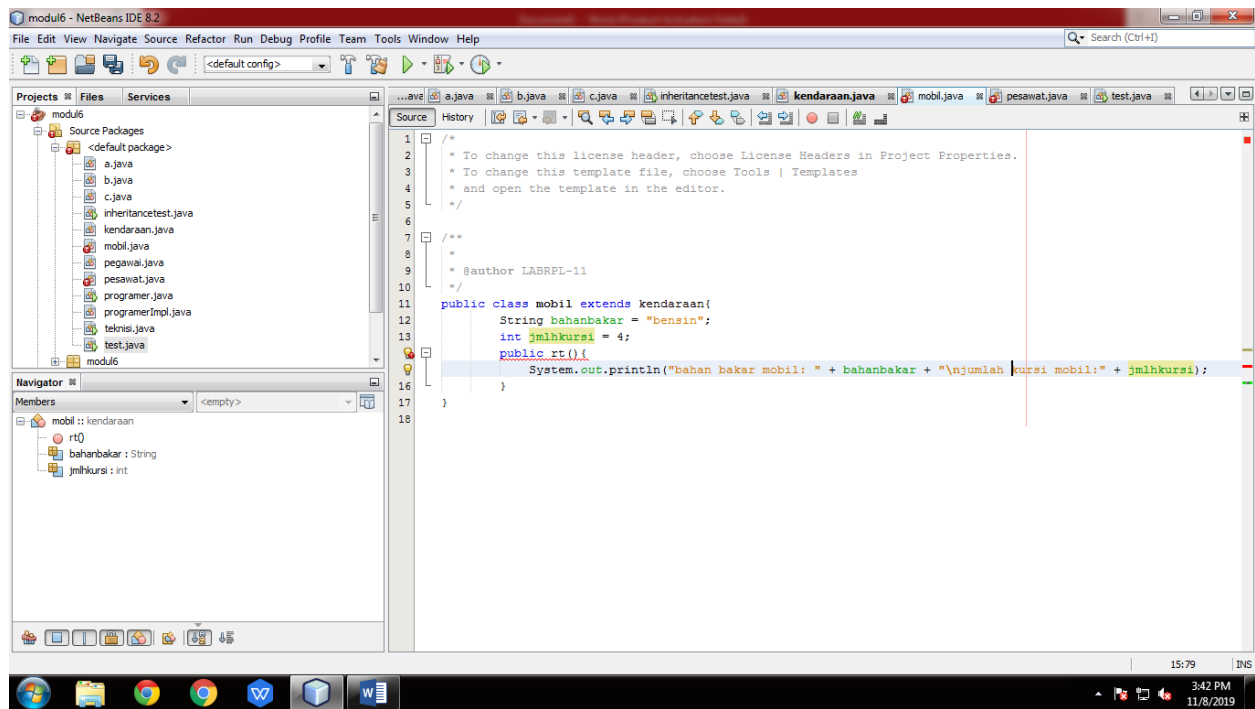 modul6 - NetBeans IDE 8.2
File Edit View Navigate Source Refactor Run Debug Profile Team Tools Window Help
Search (Ctrl+I)
<default config>
Projects Files Services
modul6
Source Packages
<default package>
a.java
b.java
c.java
inheritancetest.java
kendaraan.java
mobil.java
pegawai.java
pesawat.java
programer.java
programerImpl.java
teknisi.java
test.java
modul6
Navigator
Members <empty>
mobil :: kendaraan
rt()
bahanbakar : String
jmlhkursi : int
...ava a.java b.java c.java inheritancetest.java kendaraan.java mobil.java pesawat.java test.java
Source History
1 /*
2 * To change this license header, choose License Headers in Project Properties.
3 * To change this template file, choose Tools | Templates
4 * and open the template in the editor.
5 */
6
7 /**
8 *
9 * @author LABRPL-11
10 */
11 public class mobil extends kendaraan{
12 String bahanbakar = "bensin";
13 int jmlhkursi = 4;
public rt(){
System.out.println("bahan bakar mobil: " + bahanbakar + "\njumlah kursi mobil:" + jmlhkursi);
16 }
17 }
18
15:79 INS
3:42 PM
11/8/2019